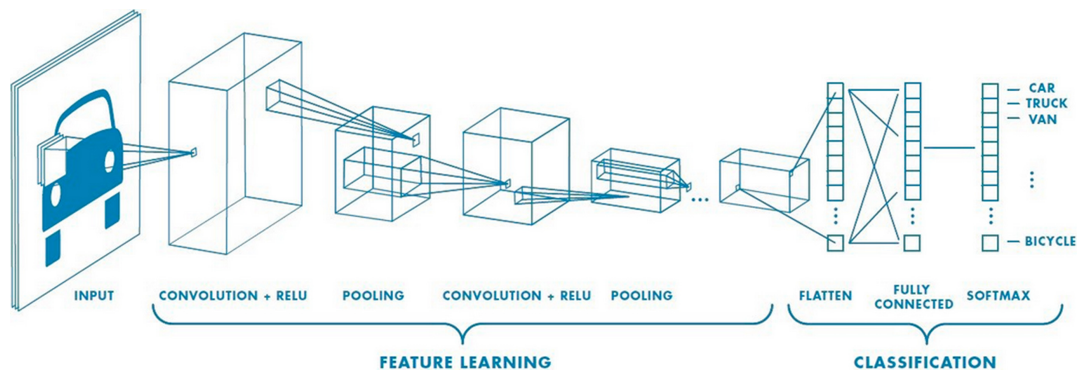 CAR
TRUCK
VAN
BICYCLE
INPUT
CONVOLUTION + RELU
POOLING
CONVOLUTION + RELU
POOLING
FLATTEN
FULLY
CONNECTED
SOFTMAX
FEATURE LEARNING
CLASSIFICATION